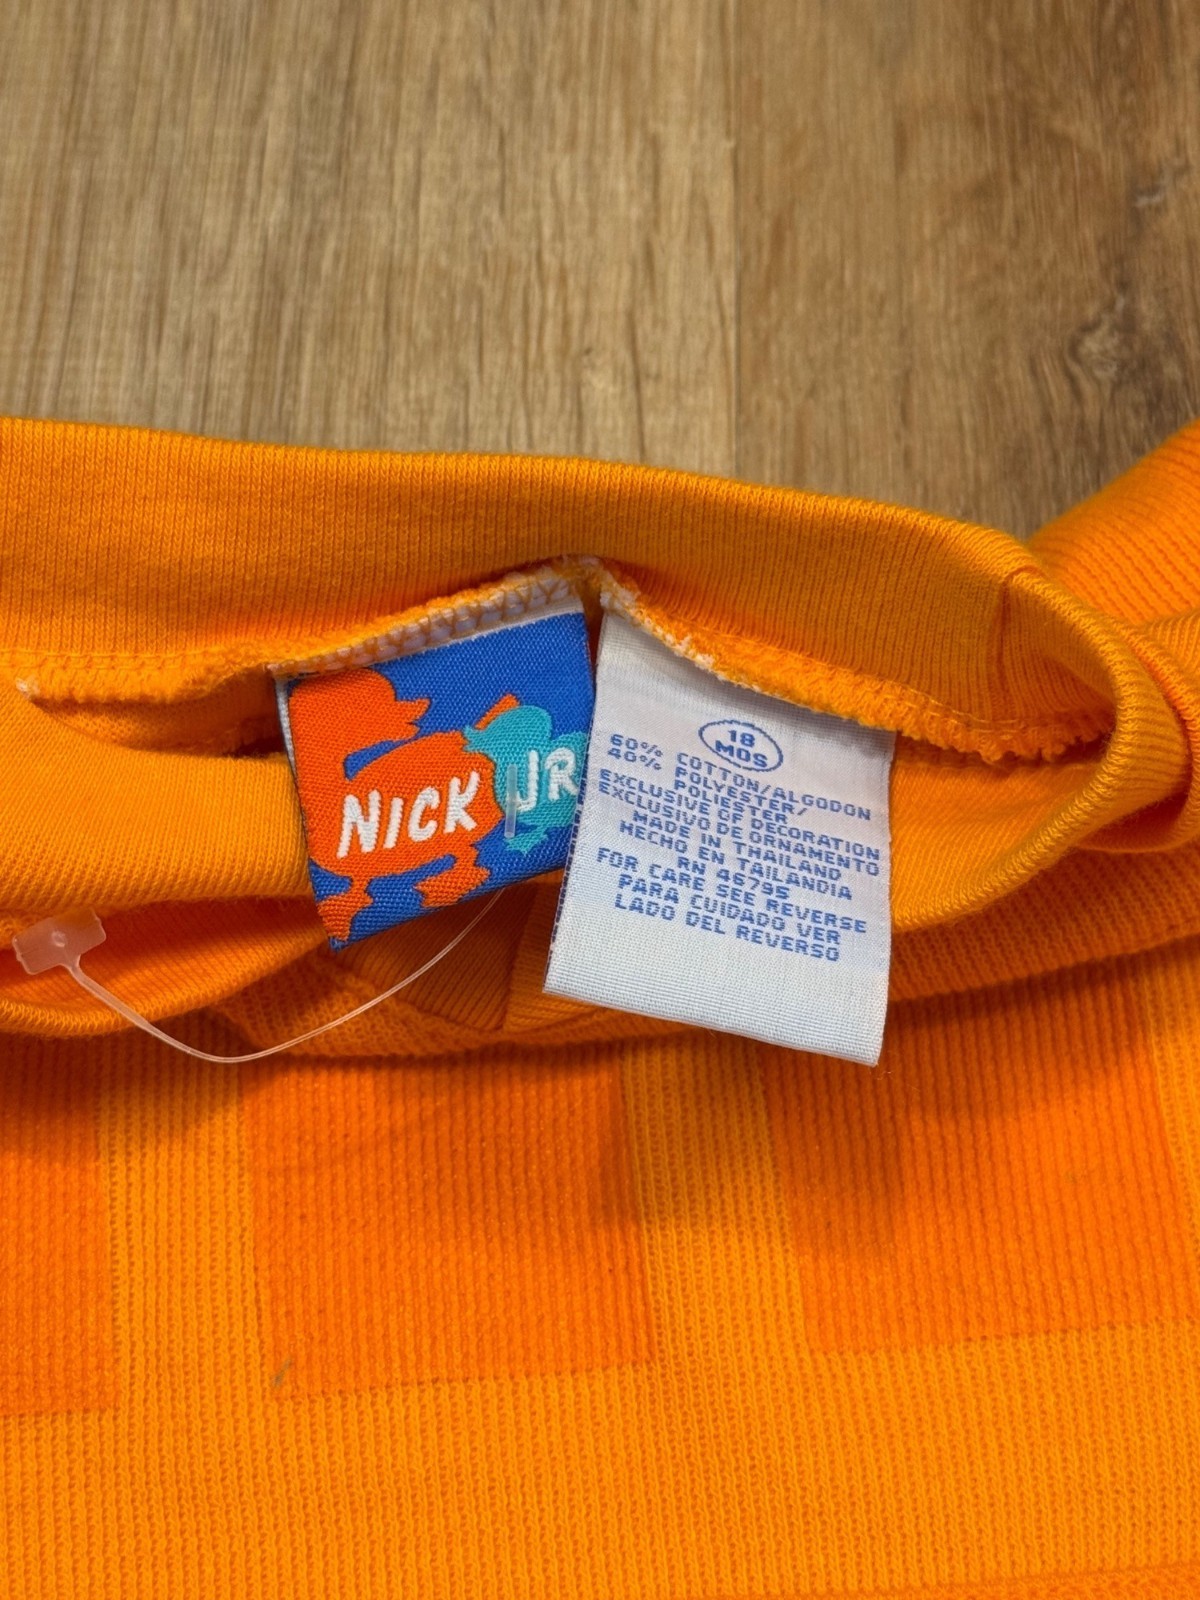 NICK JR
18
MOS
60% COTTON/ALGODON
40% POLYESTER/
POLIESTER
EXCLUSIVE OF DECORATION
EXCLUSIVO DE ORNAMENTO
MADE IN THAILAND
HECHO EN TAILANDIA
RN 46795
FOR CARE SEE REVERSE
PARA CUIDADO VER
LADO DEL REVERSO